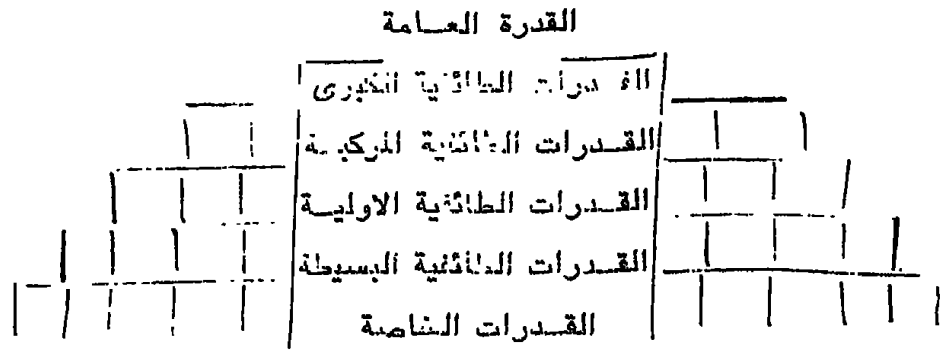 القدرة العامة
القدرات الطائفية الكبرى
القدرات الطائفية المركبة
القدرات الطائفية الاولية
القدرات الطائفية البسيطة
القدرات الخاصة